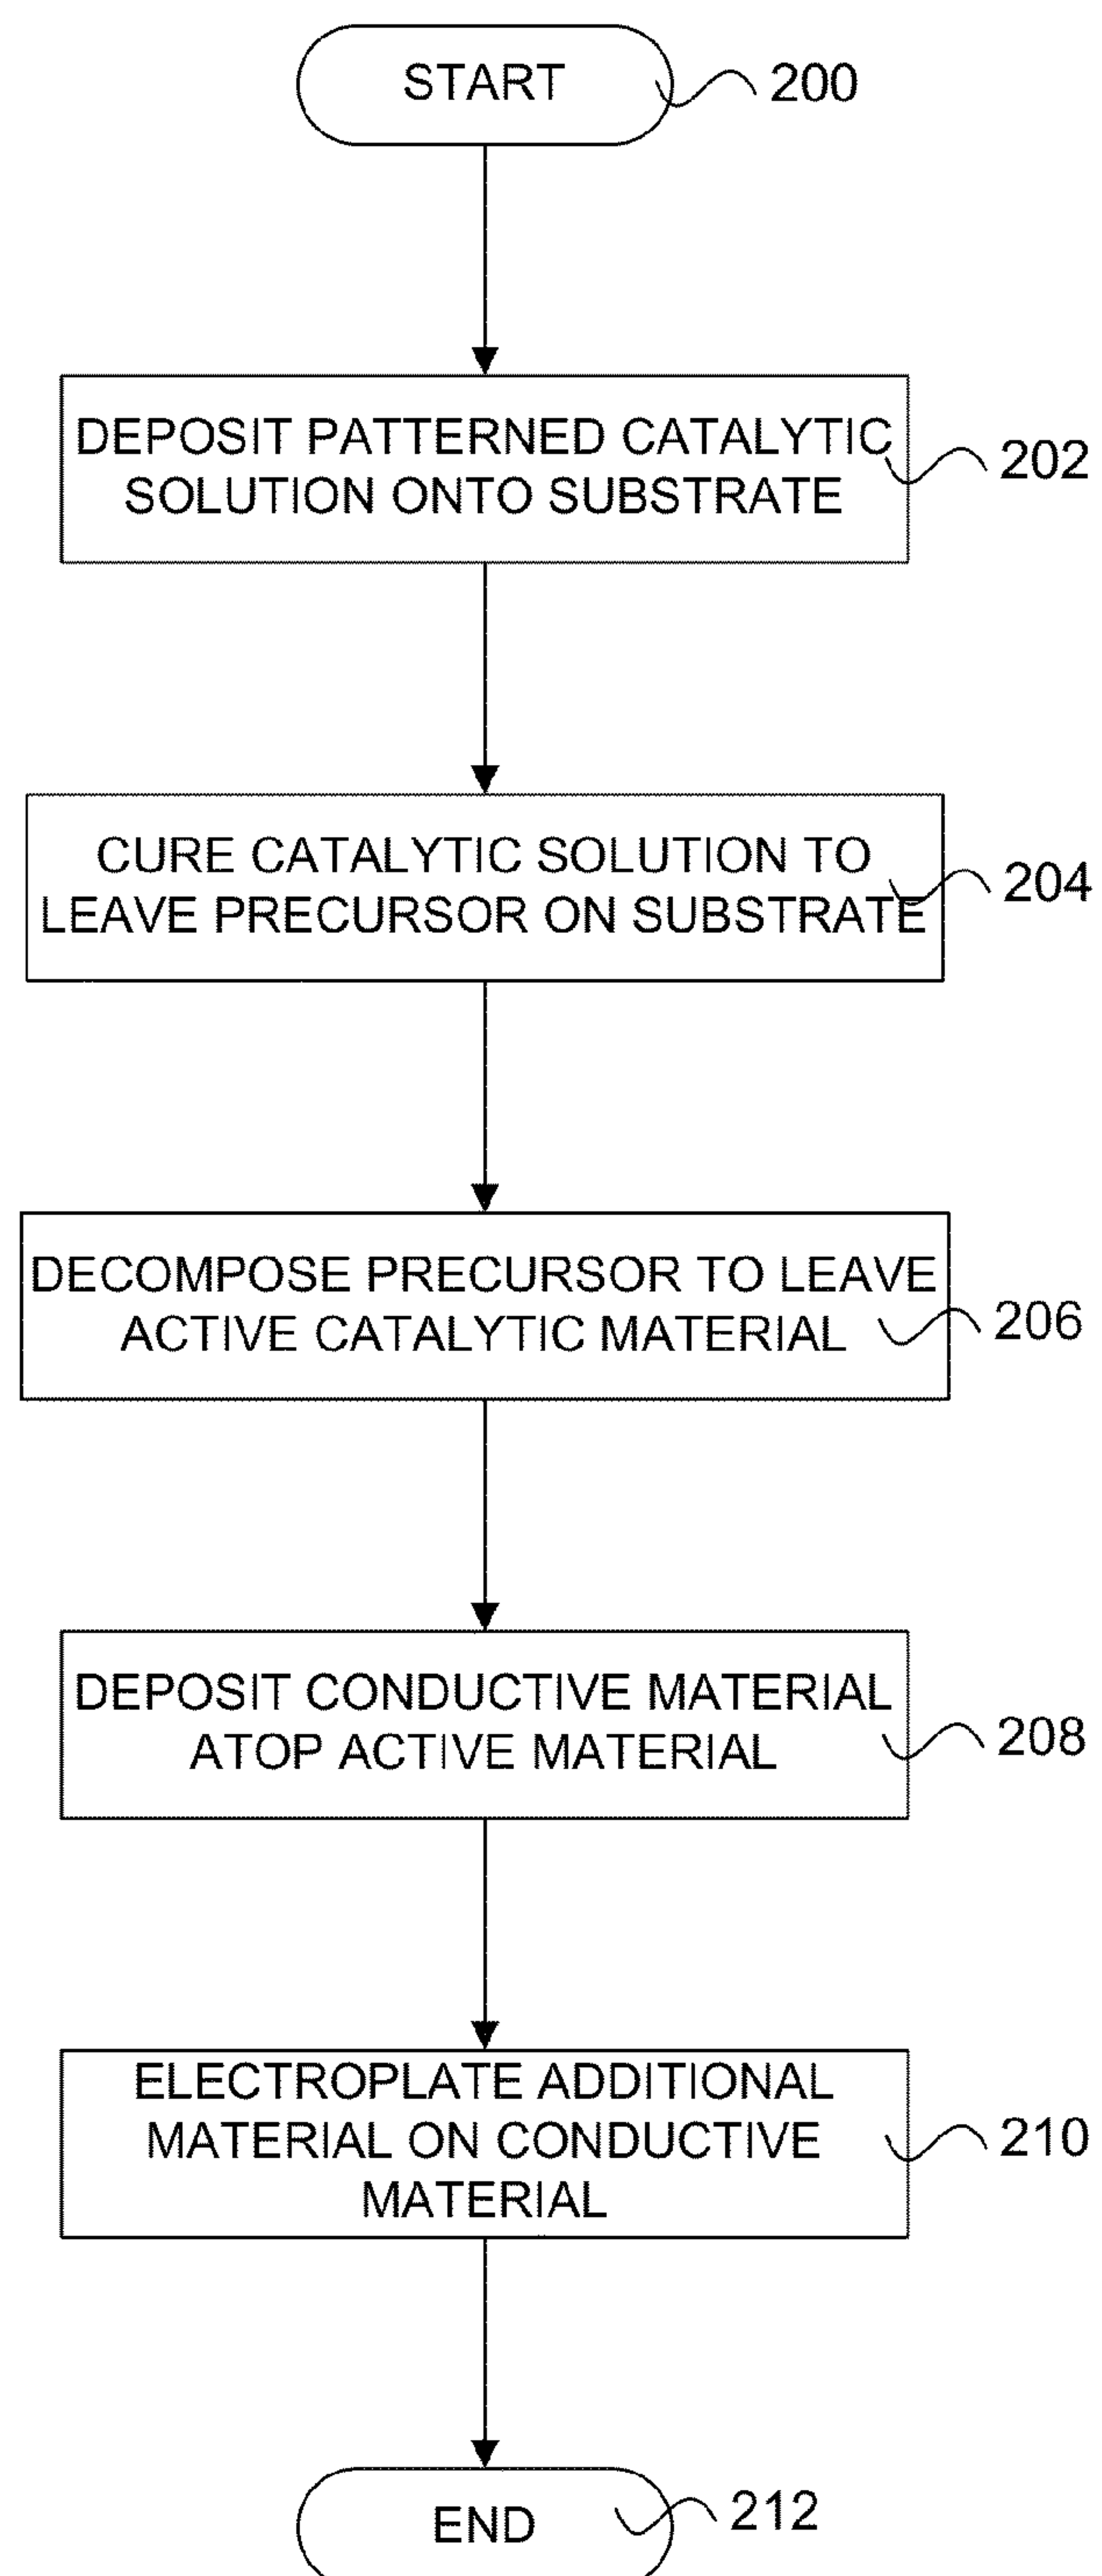 START
200
DEPOSIT PATTERNED CATALYTIC
SOLUTION ONTO SUBSTRATE
202
CURE CATALYTIC SOLUTION TO
LEAVE PRECURSOR ON SUBSTRATE
204
DECOMPOSE PRECURSOR TO LEAVE
ACTIVE CATALYTIC MATERIAL
206
DEPOSIT CONDUCTIVE MATERIAL
ATOP ACTIVE MATERIAL
208
ELECTROPLATE ADDITIONAL
MATERIAL ON CONDUCTIVE
MATERIAL
210
END
212